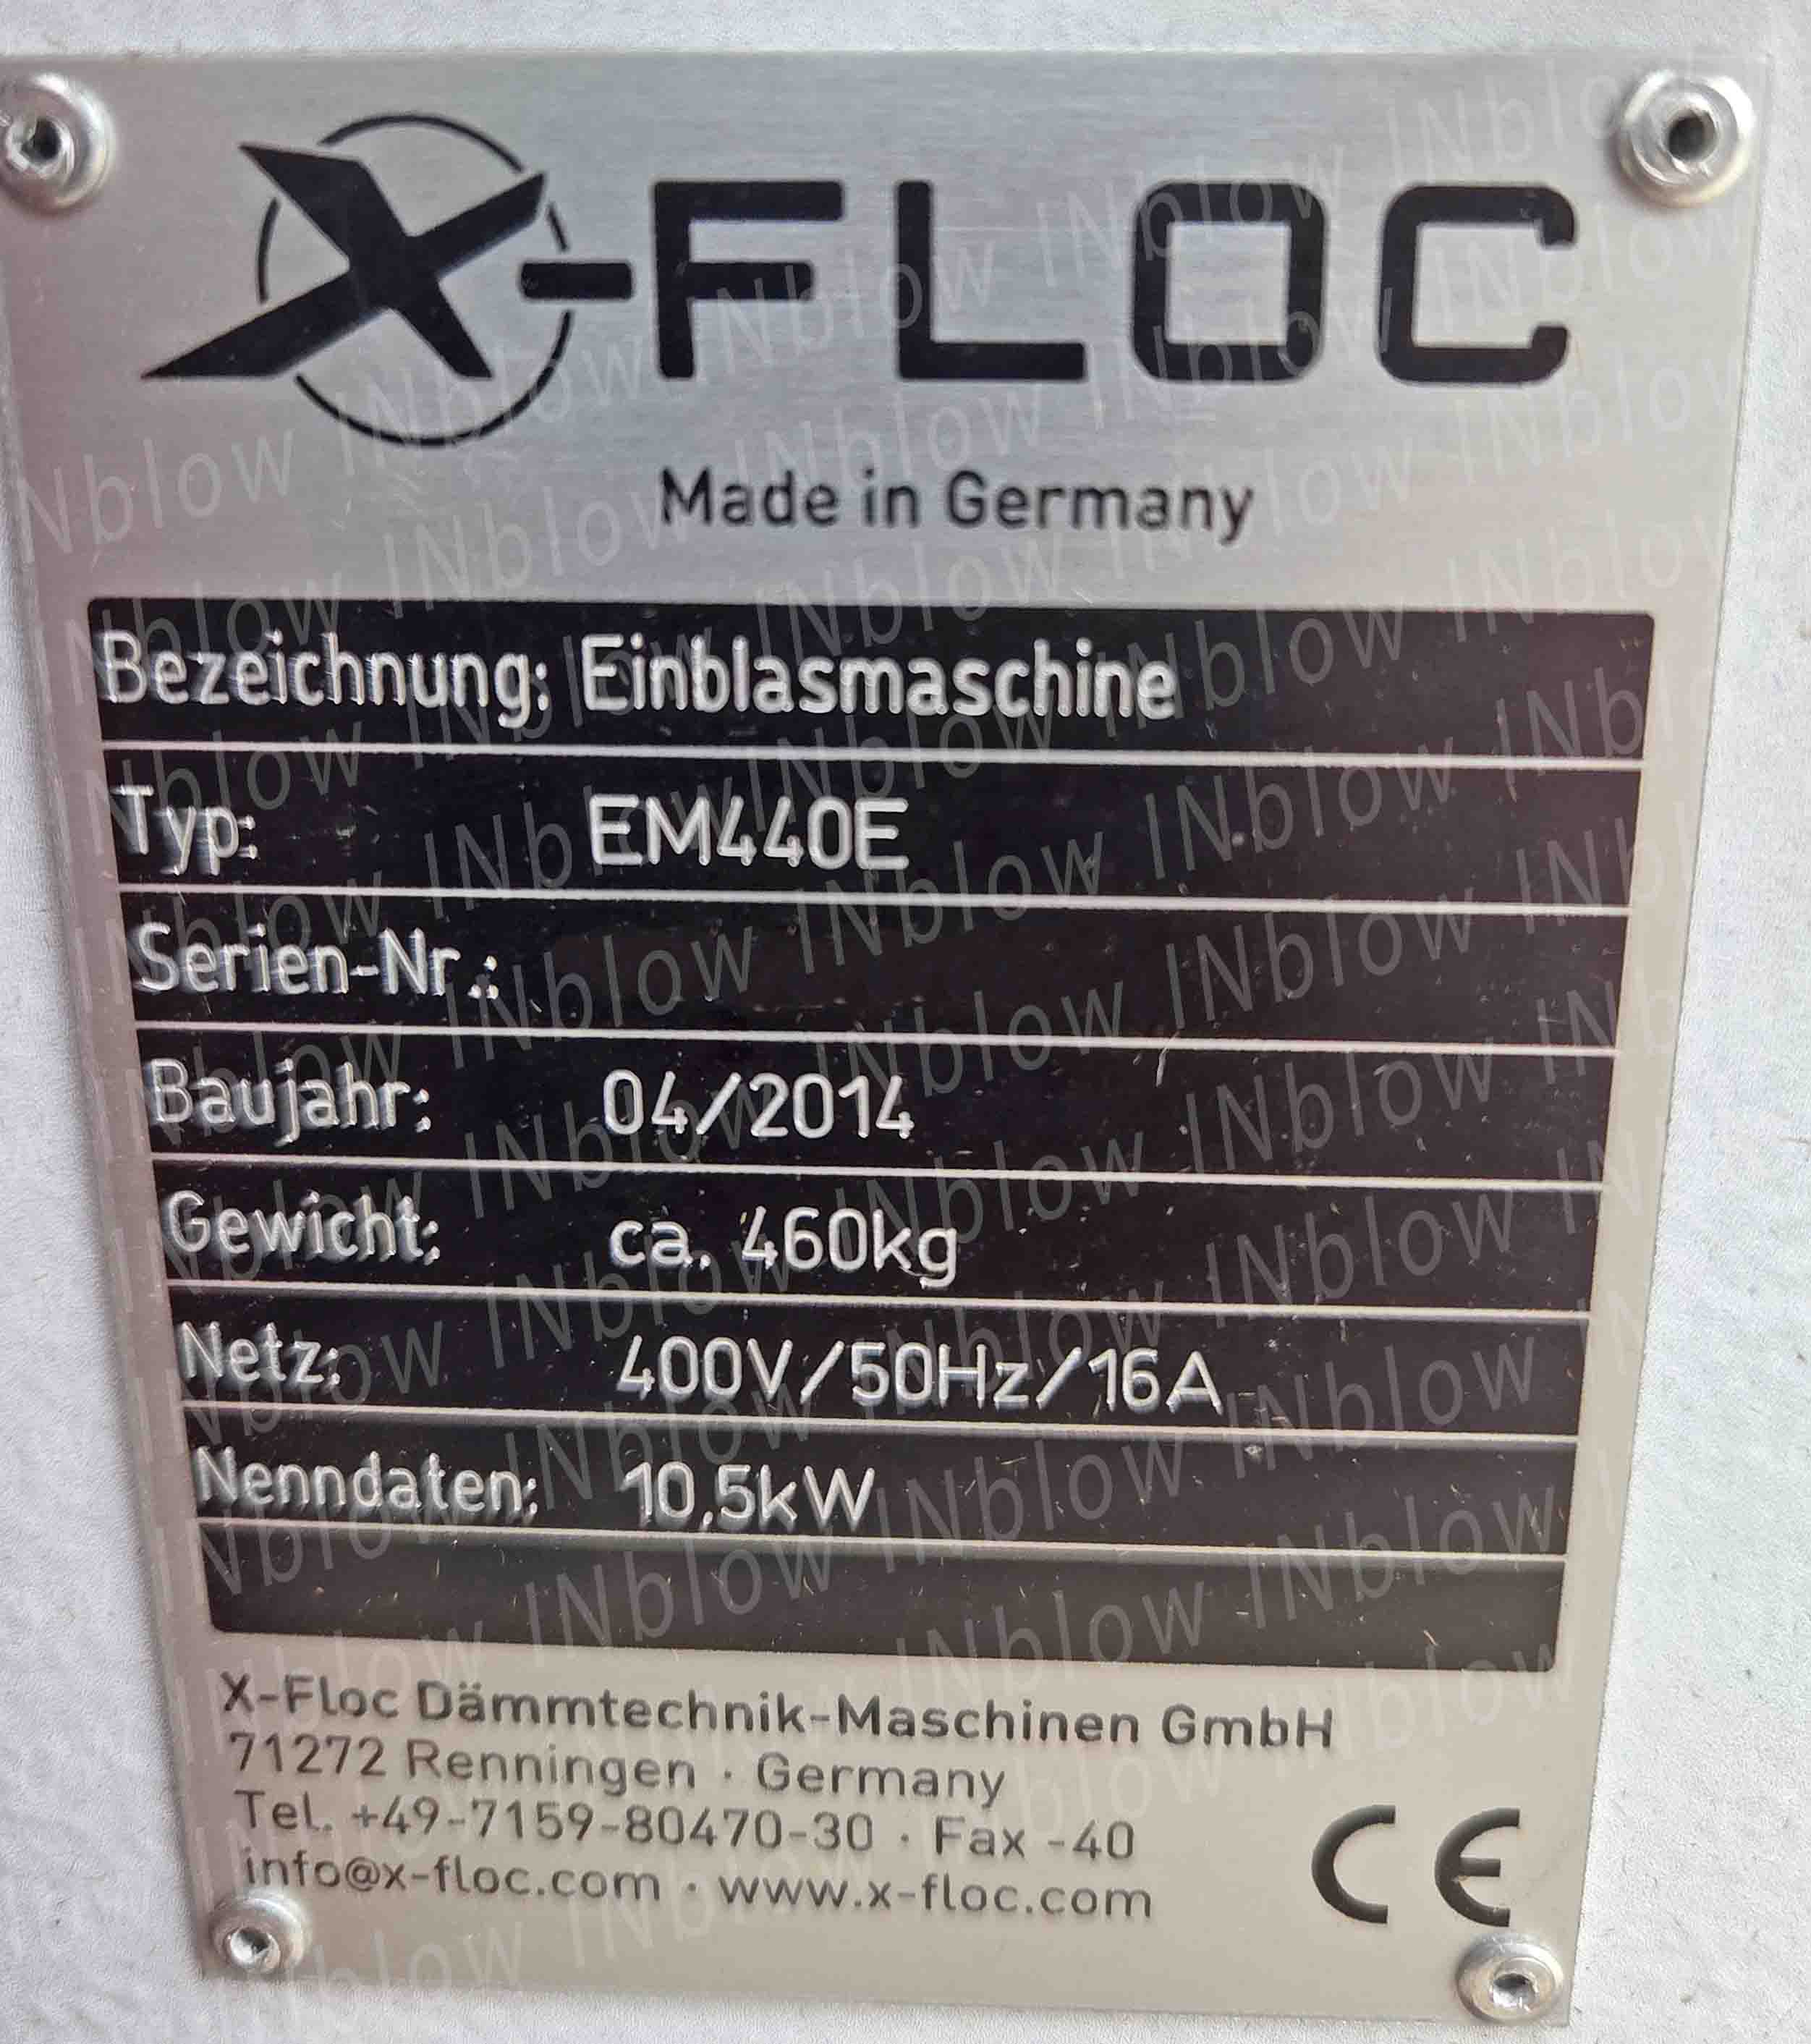 X-FLOC
Made in Germany
Bezeichnung: Einblasmaschine
Typ: EM440E
Serien-Nr.:
Baujahr: 04/2014
Gewicht: ca. 460kg
Netz: 400V/50Hz/16A
Nenndaten: 10,5kW
X-Floc Dämmtechnik-Maschinen GmbH
71272 Renningen · Germany
Tel. +49-7159-80470-30 · Fax -40
info@x-floc.com · www.x-floc.com
CE
INblow